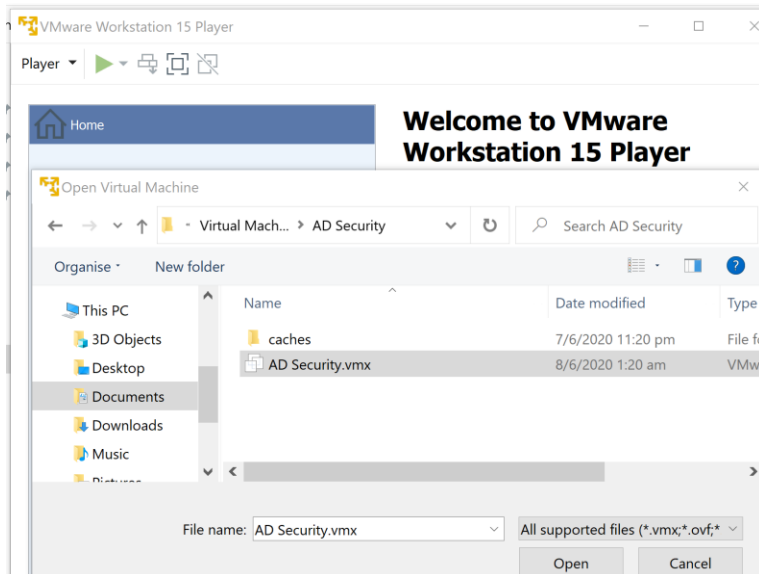 VMware Workstation 15 Player
Player
Home
Welcome to VMware
Workstation 15 Player
Open Virtual Machine
Virtual Mach... > AD Security
Search AD Security
Organise
New folder
?
This PC
3D Objects
Desktop
Documents
Downloads
Music
Name
Date modified
Type
caches
7/6/2020 11:20 pm
File f
AD Security.vmx
8/6/2020 1:20 am
VMw
File name:
AD Security.vmx
All supported files (*.vmx;*.ovf;*
Open
Cancel